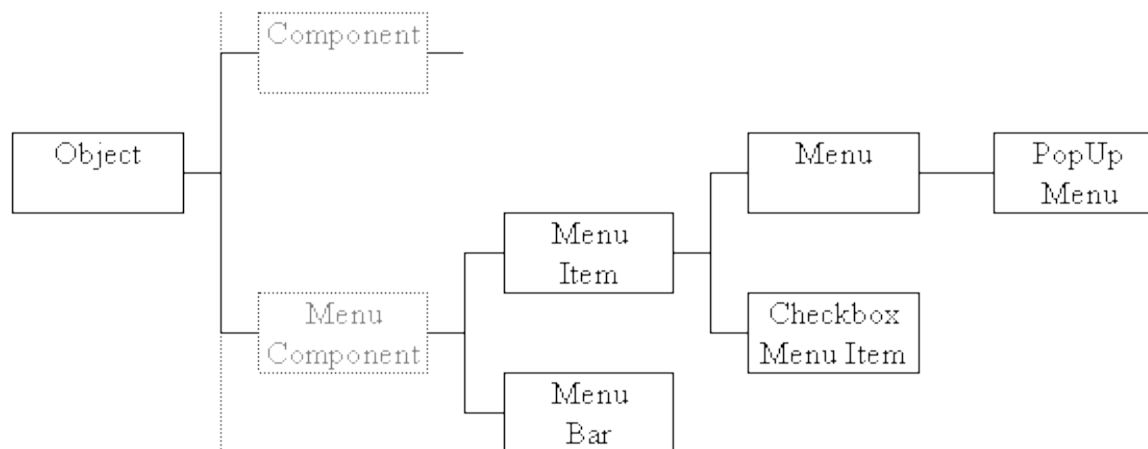 Component
Object
Menu
PopUp
Menu
Menu
Item
Menu
Component
Checkbox
Menu Item
Menu
Bar